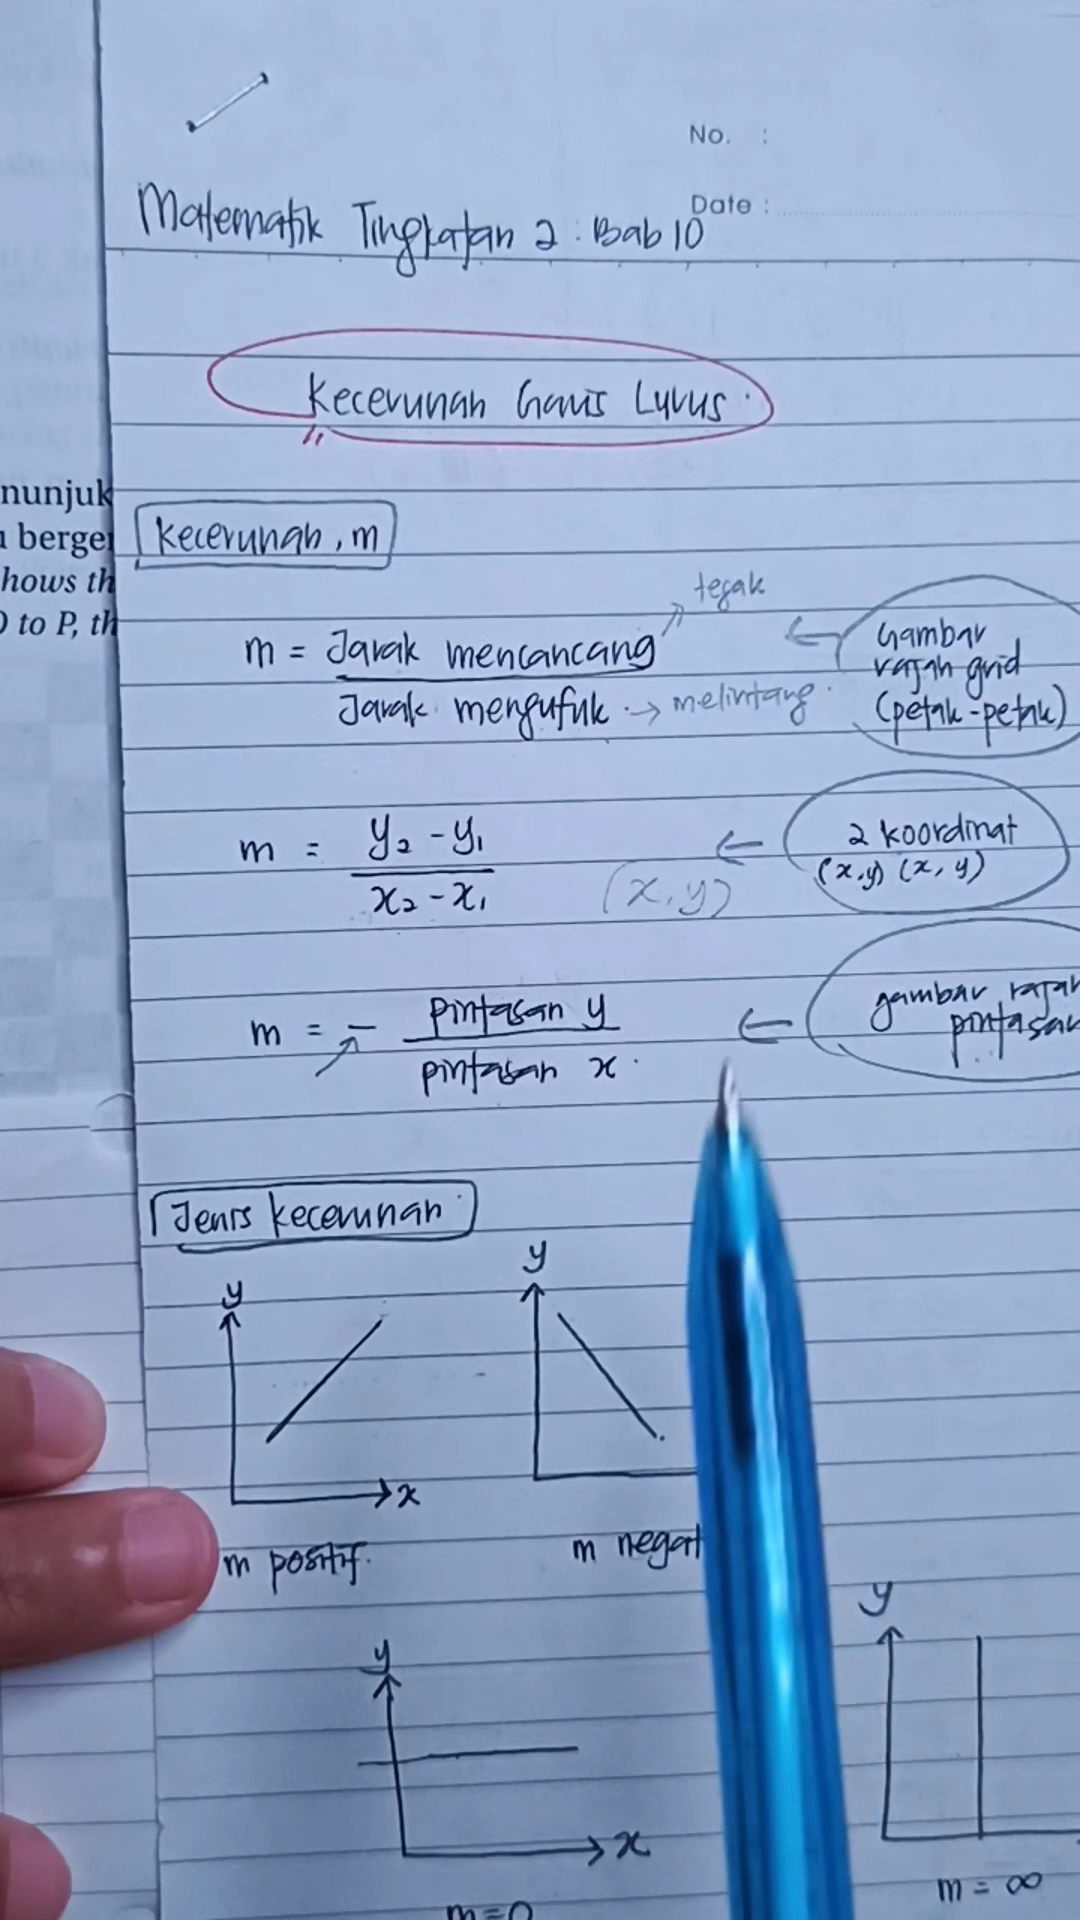 No. :
Date :
Matematik Tingkatan 2 : Bab 10
Kecerunan Garis Lurus.
nunjuk
berger
hows th
to P, th
Kecerunan, m
tegak
m = Jarak mencancang
Jarak mengufuk → melintang
← Gambar
rajah grid
(petak-petak)
m = y₂ - y₁
x₂ - x₁
(x, y)
← 2 koordinat
(x,y) (x, y)
m = - pintasan y
pintasan x
← gambar rajah
pintasan
Jenis kecerunan
y
x
m positif.
y
m negat
y
x
m = 0
y
m = ∞